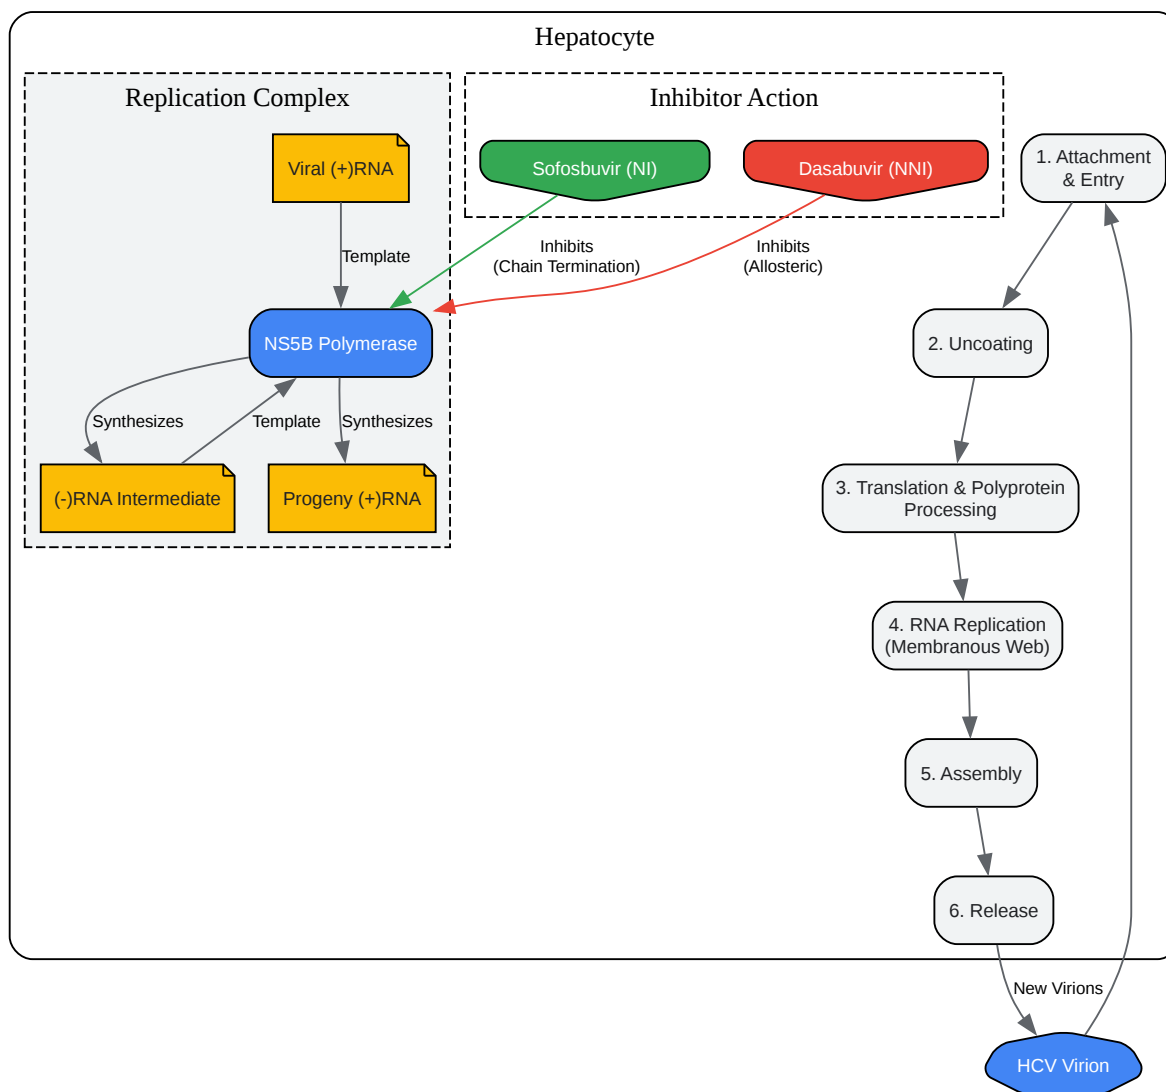 Hepatocyte
Replication Complex
Inhibitor Action
Viral (+)RNA
Sofosbuvir (NI)
Dasabuvir (NNI)
1. Attachment
& Entry
Template
Inhibits
(Chain Termination)
Inhibits
(Allosteric)
NS5B Polymerase
2. Uncoating
Synthesizes
Template
Synthesizes
(-)RNA Intermediate
Progeny (+)RNA
3. Translation & Polyprotein
Processing
4. RNA Replication
(Membranous Web)
5. Assembly
6. Release
New Virions
HCV Virion